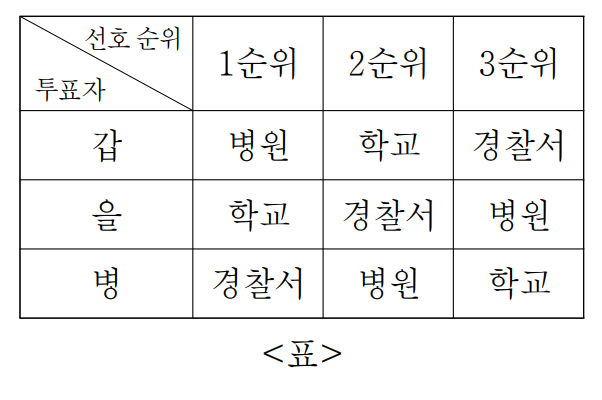 선호 순위
투표자
1순위 2순위 3순위
갑 병원 학교 경찰서
을 학교 경찰서 병원
병 경찰서 병원 학교
<표>